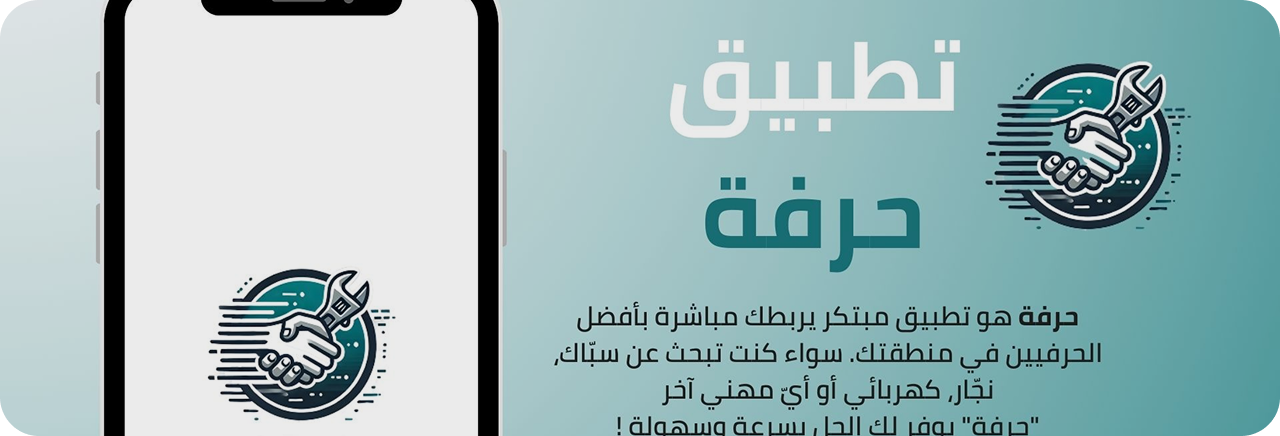 تطبيق
حرفة
حرفة هو تطبيق مبتكر يربطك مباشرة بأفضل
الحرفيين في منطقتك. سواء كنت تبحث عن سبّاك,
نجّار, كهربائي أو أيّ مهني آخر
"حرفة" يوفر لك الحل بسرعة وسهولة !